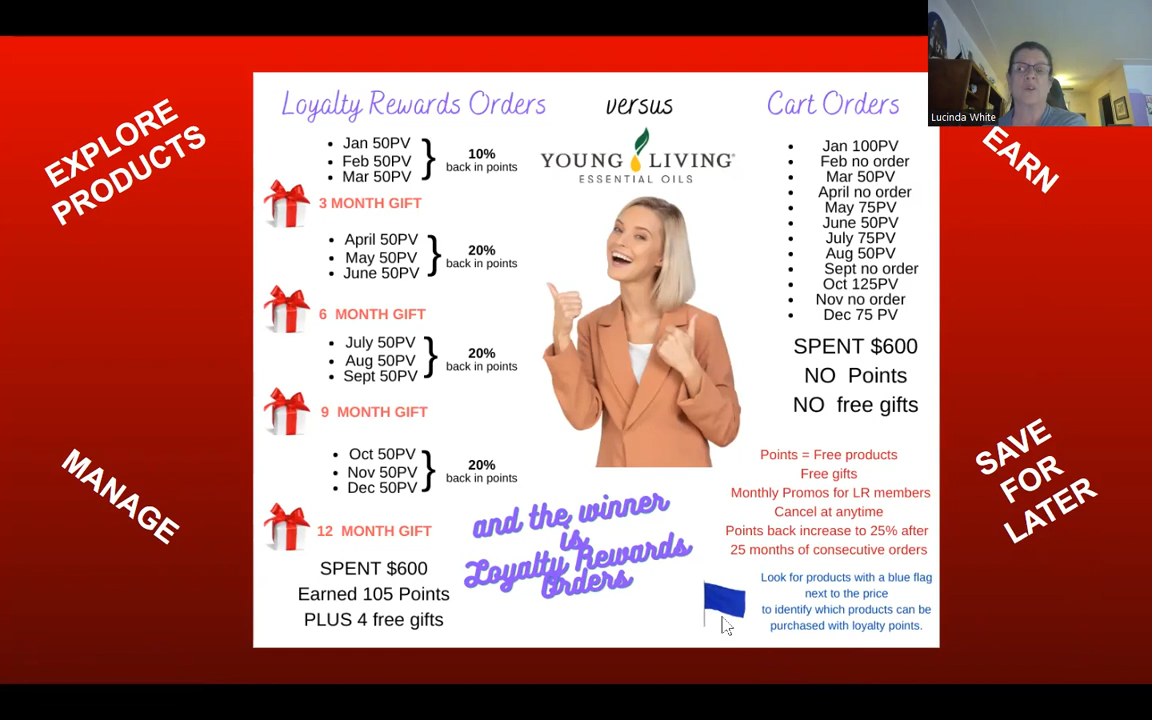 Loyalty Rewards Orders versus Cart Orders
EXPLORE
PRODUCTS
MANAGE
Jan 50PV
Feb 50PV
Mar 50PV
10%
back in points
3 MONTH GIFT
April 50PV
May 50PV
June 50PV
20%
back in points
6 MONTH GIFT
July 50PV
Aug 50PV
Sept 50PV
20%
back in points
9 MONTH GIFT
Oct 50PV
Nov 50PV
Dec 50PV
20%
back in points
12 MONTH GIFT
SPENT $600
Earned 105 Points
PLUS 4 free gifts
YOUNG LIVING
ESSENTIAL OILS
and the winner
is
Loyalty Rewards
Orders
Lucinda White
Jan 100PV
Feb no order
Mar 50PV
April no order
May 75PV
June 50PV
July 75PV
Aug 50PV
Sept no order
Oct 125PV
Nov no order
Dec 75 PV
SPENT $600
NO Points
NO free gifts
Points = Free products
Free gifts
Monthly Promos for LR members
Cancel at anytime
Points back increase to 25% after
25 months of consecutive orders
Look for products with a blue flag
next to the price
to identify which products can be
purchased with loyalty points.
EARN
SAVE
FOR
LATER